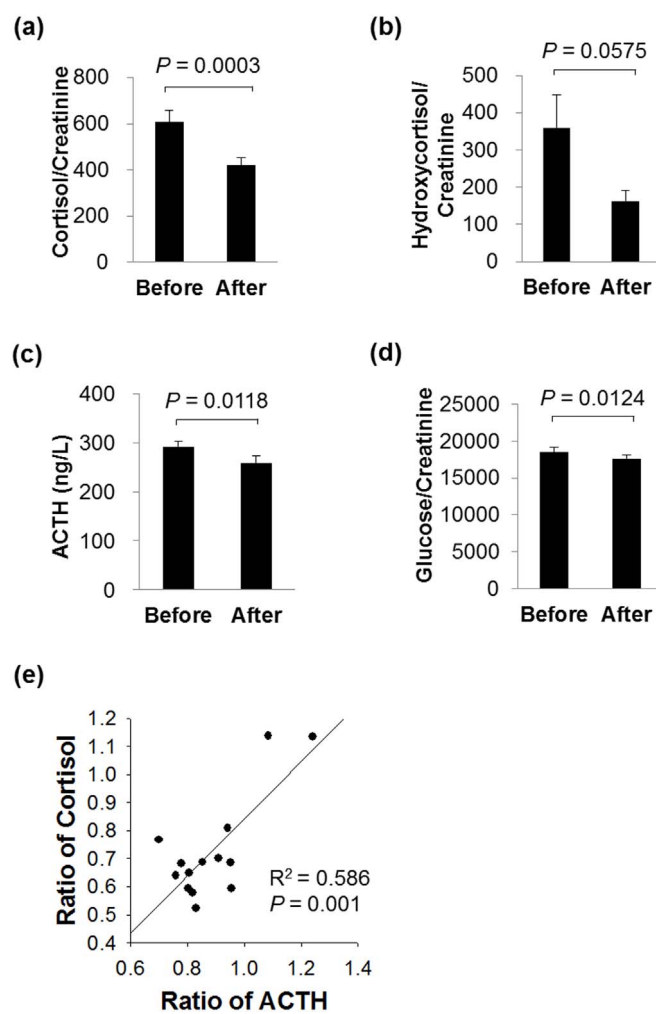 (a)
P = 0.0003
Cortisol/Creatinine
800
600
400
200
0
Before After
(b)
P = 0.0575
Hydroxycortisol/
Creatinine
500
400
300
200
100
0
Before After
(c)
P = 0.0118
ACTH (ng/L)
400
300
200
100
0
Before After
(d)
P = 0.0124
Glucose/Creatinine
25000
20000
15000
10000
5000
0
Before After
(e)
Ratio of Cortisol
1.2
1.1
1.0
0.9
0.8
0.7
0.6
0.5
0.4
R² = 0.586
P = 0.001
0.6 0.8 1.0 1.2 1.4
Ratio of ACTH